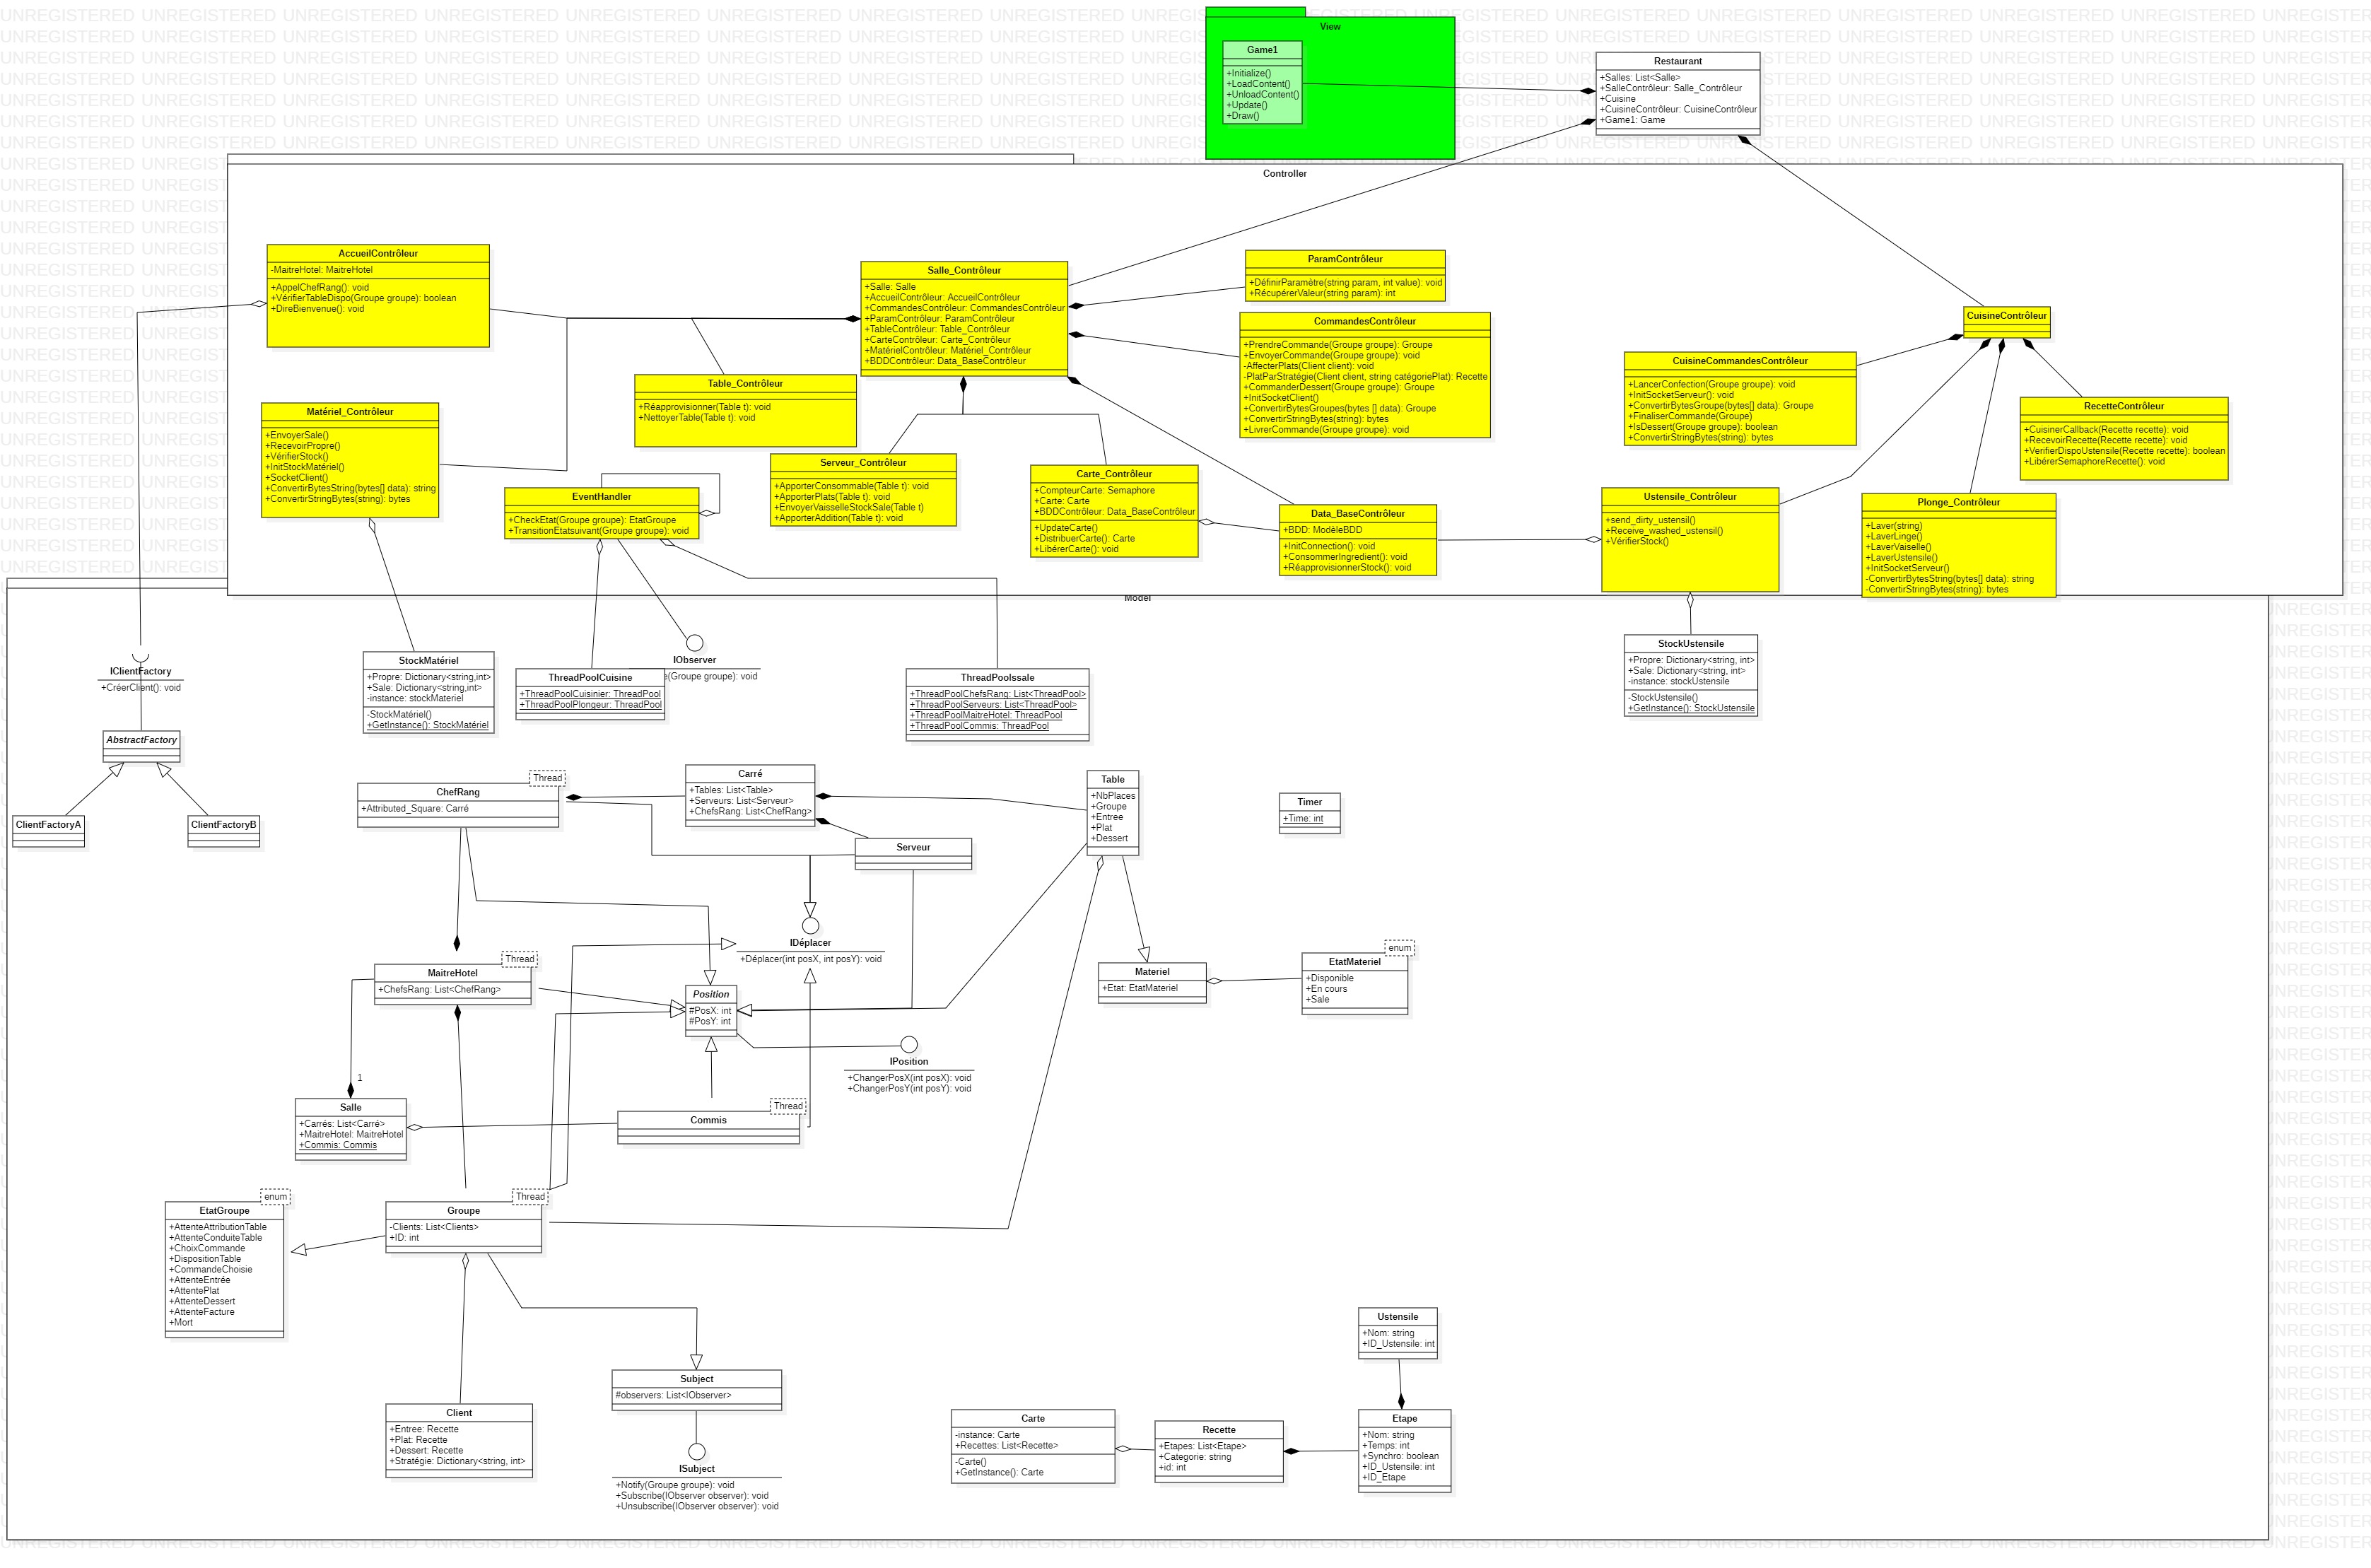 View
Game1
+Initialize()
+LoadContent()
+UnloadContent()
+Update()
+Draw()
Restaurant
+Salles: List<Salle>
+SalleContrôleur: Salle_Contrôleur
+Cuisine
+CuisineContrôleur: CuisineContrôleur
+Game1: Game
Controller
AccueilContrôleur
-MaitreHotel: MaitreHotel
+AppelChefRang(): void
+VérifierTableDispo(Groupe groupe): boolean
+DireBienvenue(): void
Salle_Contrôleur
+Salle: Salle
+AccueilContrôleur: AccueilContrôleur
+CommandesContrôleur: CommandesContrôleur
+ParamContrôleur: ParamContrôleur
+TableContrôleur: Table_Contrôleur
+CarteContrôleur: Carte_Contrôleur
+MatérielContrôleur: Matériel_Contrôleur
+BDDContrôleur: Data_BaseContrôleur
ParamContrôleur
+DéfinirParamètre(string param, int value): void
+RécupérerValeur(string param): int
CommandesContrôleur
+PrendreCommande(Groupe groupe): Groupe
+EnvoyerCommande(Groupe groupe): void
-AffecterPlats(Client client): void
-PlatParStratégie(Client client, string catégoriePlat): Recette
+CommanderDessert(Groupe groupe): Groupe
+InitSocketClient()
+ConvertirBytesGroupes(bytes [] data): Groupe
+ConvertirStringBytes(string): bytes
+LivrerCommande(Groupe groupe): void
CuisineContrôleur
CuisineCommandesContrôleur
+LancerConfection(Groupe groupe): void
+InitSocketServeur(): void
+ConvertirBytesGroupe(bytes[] data): Groupe
+FinaliserCommande(Groupe)
+IsDessert(Groupe groupe): boolean
+ConvertirStringBytes(string): bytes
RecetteContrôleur
+CuisinerCallback(Recette recette): void
+RecevoirRecette(Recette recette): void
+VerifierDispoUstensile(Recette recette): boolean
+LibérerSemaphoreRecette(): void
Table_Contrôleur
+Réapprovisionner(Table t): void
+NettoyerTable(Table t): void
Matériel_Contrôleur
+EnvoyerSale()
+RecevoirPropre()
+VérifierStock()
+InitStockMatériel()
+SocketClient()
+ConvertirBytesString(bytes[] data): string
+ConvertirStringBytes(string): bytes
Serveur_Contrôleur
+ApporterConsommable(Table t): void
+ApporterPlats(Table t): void
+EnvoyerVaisselleStockSale(Table t)
+ApporterAddition(Table t): void
Carte_Contrôleur
+CompteurCarte: Semaphore
+Carte: Carte
+BDDContrôleur: Data_BaseContrôleur
+UpdateCarte()
+DistribuerCarte(): Carte
+LibérerCarte(): void
EventHandler
+CheckEtat(Groupe groupe): EtatGroupe
+TransitionEtatsuivant(Groupe groupe): void
Data_BaseContrôleur
+BDD: ModèleBDD
+InitConnection(): void
+ConsommerIngredient(): void
+RéapprovisionnerStock(): void
Ustensile_Contrôleur
+send_dirty_ustensil()
+Receive_washed_ustensil()
+VérifierStock()
Plonge_Contrôleur
+Laver(string)
+LaverLinge()
+LaverVaiselle()
+LaverUstensile()
+InitSocketServeur()
-ConvertirBytesString(bytes[] data): string
-ConvertirStringBytes(string): bytes
Model
IClientFactory
+CréerClient(): void
StockMatériel
+Propre: Dictionary<string,int>
+Sale: Dictionary<string,int>
-instance: stockMateriel
-StockMatériel()
+GetInstance(): StockMatériel
IObserver
e(Groupe groupe): void
ThreadPoolCuisine
+ThreadPoolCuisinier: ThreadPool
+ThreadPoolPlongeur: ThreadPool
ThreadPoolssale
+ThreadPoolChefsRang: List<ThreadPool>
+ThreadPoolServeurs: List<ThreadPool>
+ThreadPoolMaitreHotel: ThreadPool
+ThreadPoolCommis: ThreadPool
StockUstensile
+Propre: Dictionary<string, int>
+Sale: Dictionary<string, int>
-instance: stockUstensile
-StockUstensile()
+GetInstance(): StockUstensile
AbstractFactory
ClientFactoryA
ClientFactoryB
Thread
ChefRang
+Attributed_Square: Carré
Carré
+Tables: List<Table>
+Serveurs: List<Serveur>
+ChefsRang: List<ChefRang>
Serveur
Table
+NbPlaces
+Groupe
+Entree
+Plat
+Dessert
Timer
+Time: int
IDéplacer
+Déplacer(int posX, int posY): void
Thread
MaitreHotel
+ChefsRang: List<ChefRang>
Position
#PosX: int
#PosY: int
Materiel
+Etat: EtatMateriel
enum
EtatMateriel
+Disponible
+En cours
+Sale
IPosition
+ChangerPosX(int posX): void
+ChangerPosY(int posY): void
1
Salle
+Carrés: List<Carré>
+MaitreHotel: MaitreHotel
+Commis: Commis
Thread
Commis
enum
EtatGroupe
+AttenteAttributionTable
+AttenteConduiteTable
+ChoixCommande
+DispositionTable
+CommandeChoisie
+AttenteEntrée
+AttentePlat
+AttenteDessert
+AttenteFacture
+Mort
Thread
Groupe
-Clients: List<Clients>
+ID: int
Subject
#observers: List<IObserver>
Client
+Entree: Recette
+Plat: Recette
+Dessert: Recette
+Stratégie: Dictionary<string, int>
ISubject
+Notify(Groupe groupe): void
+Subscribe(IObserver observer): void
+Unsubscribe(IObserver observer): void
Ustensile
+Nom: string
+ID_Ustensile: int
Carte
-instance: Carte
+Recettes: List<Recette>
-Carte()
+GetInstance(): Carte
Recette
+Etapes: List<Etape>
+Categorie: string
+id: int
Etape
+Nom: string
+Temps: int
+Synchro: boolean
+ID_Ustensile: int
+ID_Etape